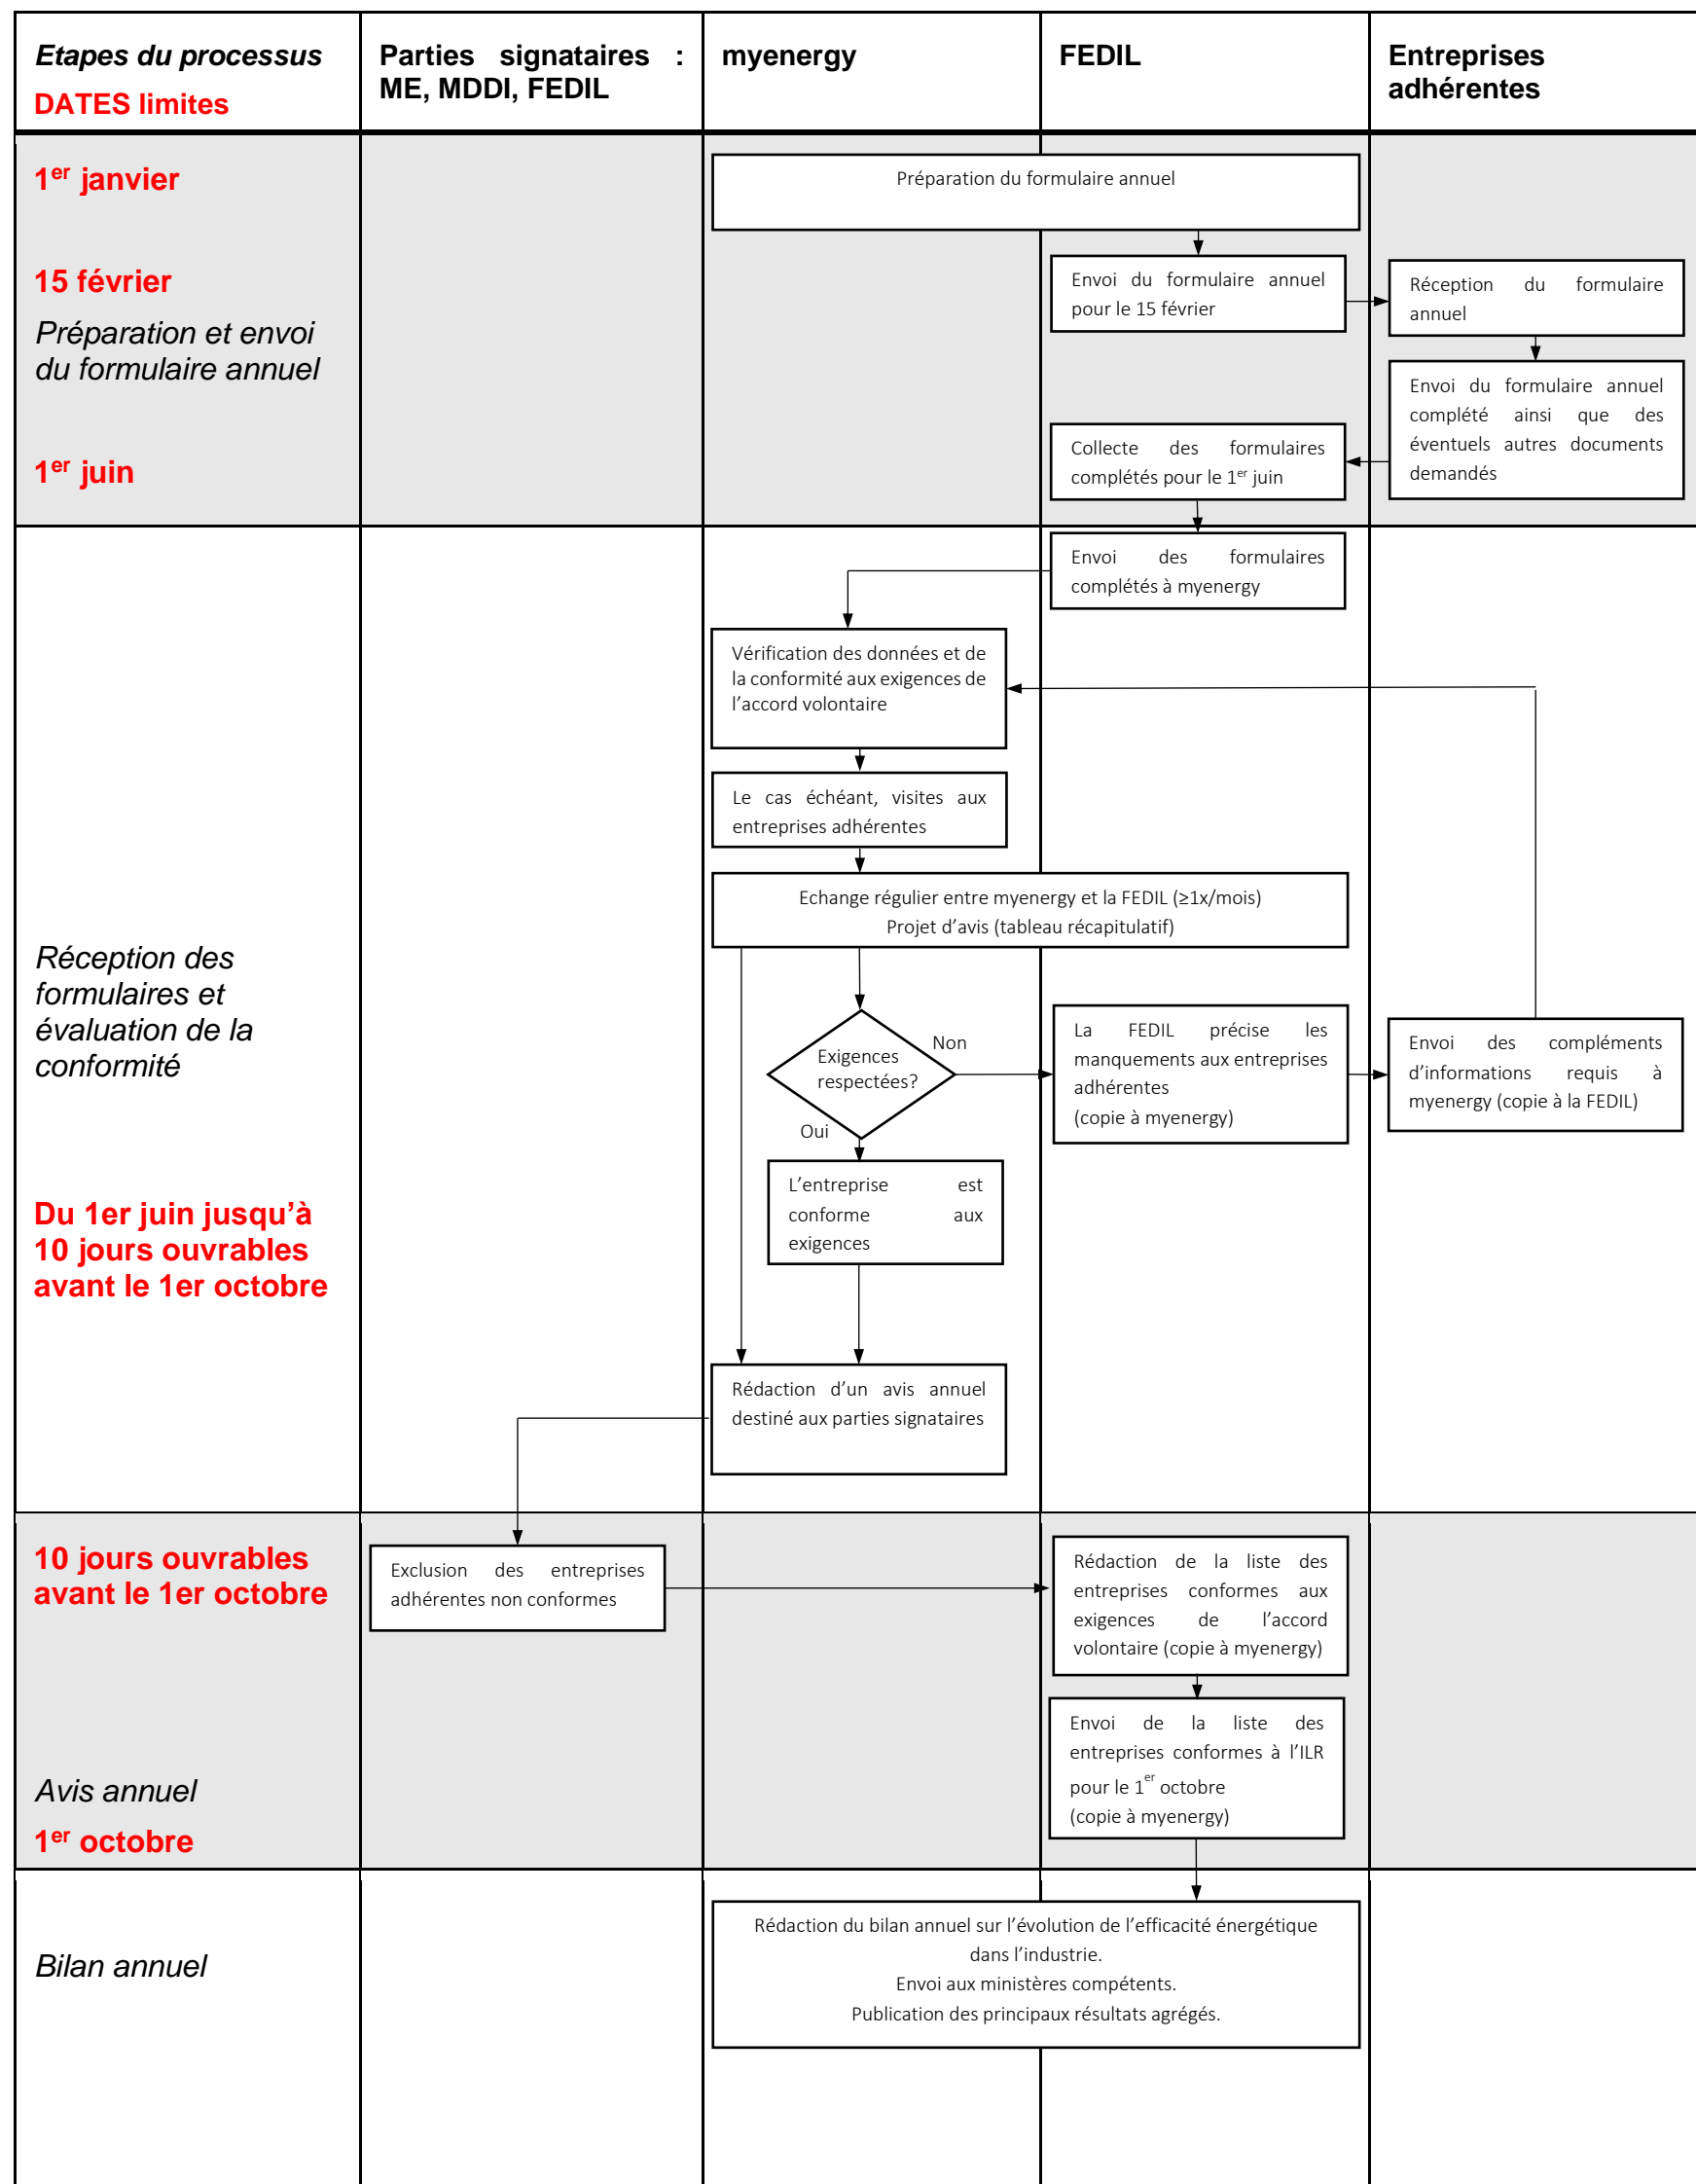 Etapes du processus
DATES limites
Parties signataires :
ME, MDDI, FEDIL
myenergy
FEDIL
Entreprises
adhérentes
1er janvier
Préparation du formulaire annuel
15 février
Préparation et envoi
du formulaire annuel
Envoi du formulaire annuel
pour le 15 février
Réception du formulaire
annuel
Envoi du formulaire annuel
complété ainsi que des
éventuels autres documents
demandés
1er juin
Collecte des formulaires
complétés pour le 1er juin
Envoi des formulaires
complétés à myenergy
Vérification des données et de
la conformité aux exigences de
l’accord volontaire
Le cas échéant, visites aux
entreprises adhérentes
Echange régulier entre myenergy et la FEDIL (≥1x/mois)
Projet d’avis (tableau récapitulatif)
Réception des
formulaires et
évaluation de la
conformité
Exigences
respectées?
Non
Oui
La FEDIL précise les
manquements aux entreprises
adhérentes
(copie à myenergy)
Envoi des compléments
d’informations requis à
myenergy (copie à la FEDIL)
L’entreprise est
conforme aux
exigences
Du 1er juin jusqu’à
10 jours ouvrables
avant le 1er octobre
Rédaction d’un avis annuel
destiné aux parties signataires
10 jours ouvrables
avant le 1er octobre
Exclusion des entreprises
adhérentes non conformes
Rédaction de la liste des
entreprises conformes aux
exigences de l’accord
volontaire (copie à myenergy)
Envoi de la liste des
entreprises conformes à l’ILR
pour le 1er octobre
(copie à myenergy)
Avis annuel
1er octobre
Bilan annuel
Rédaction du bilan annuel sur l’évolution de l’efficacité énergétique
dans l’industrie.
Envoi aux ministères compétents.
Publication des principaux résultats agrégés.